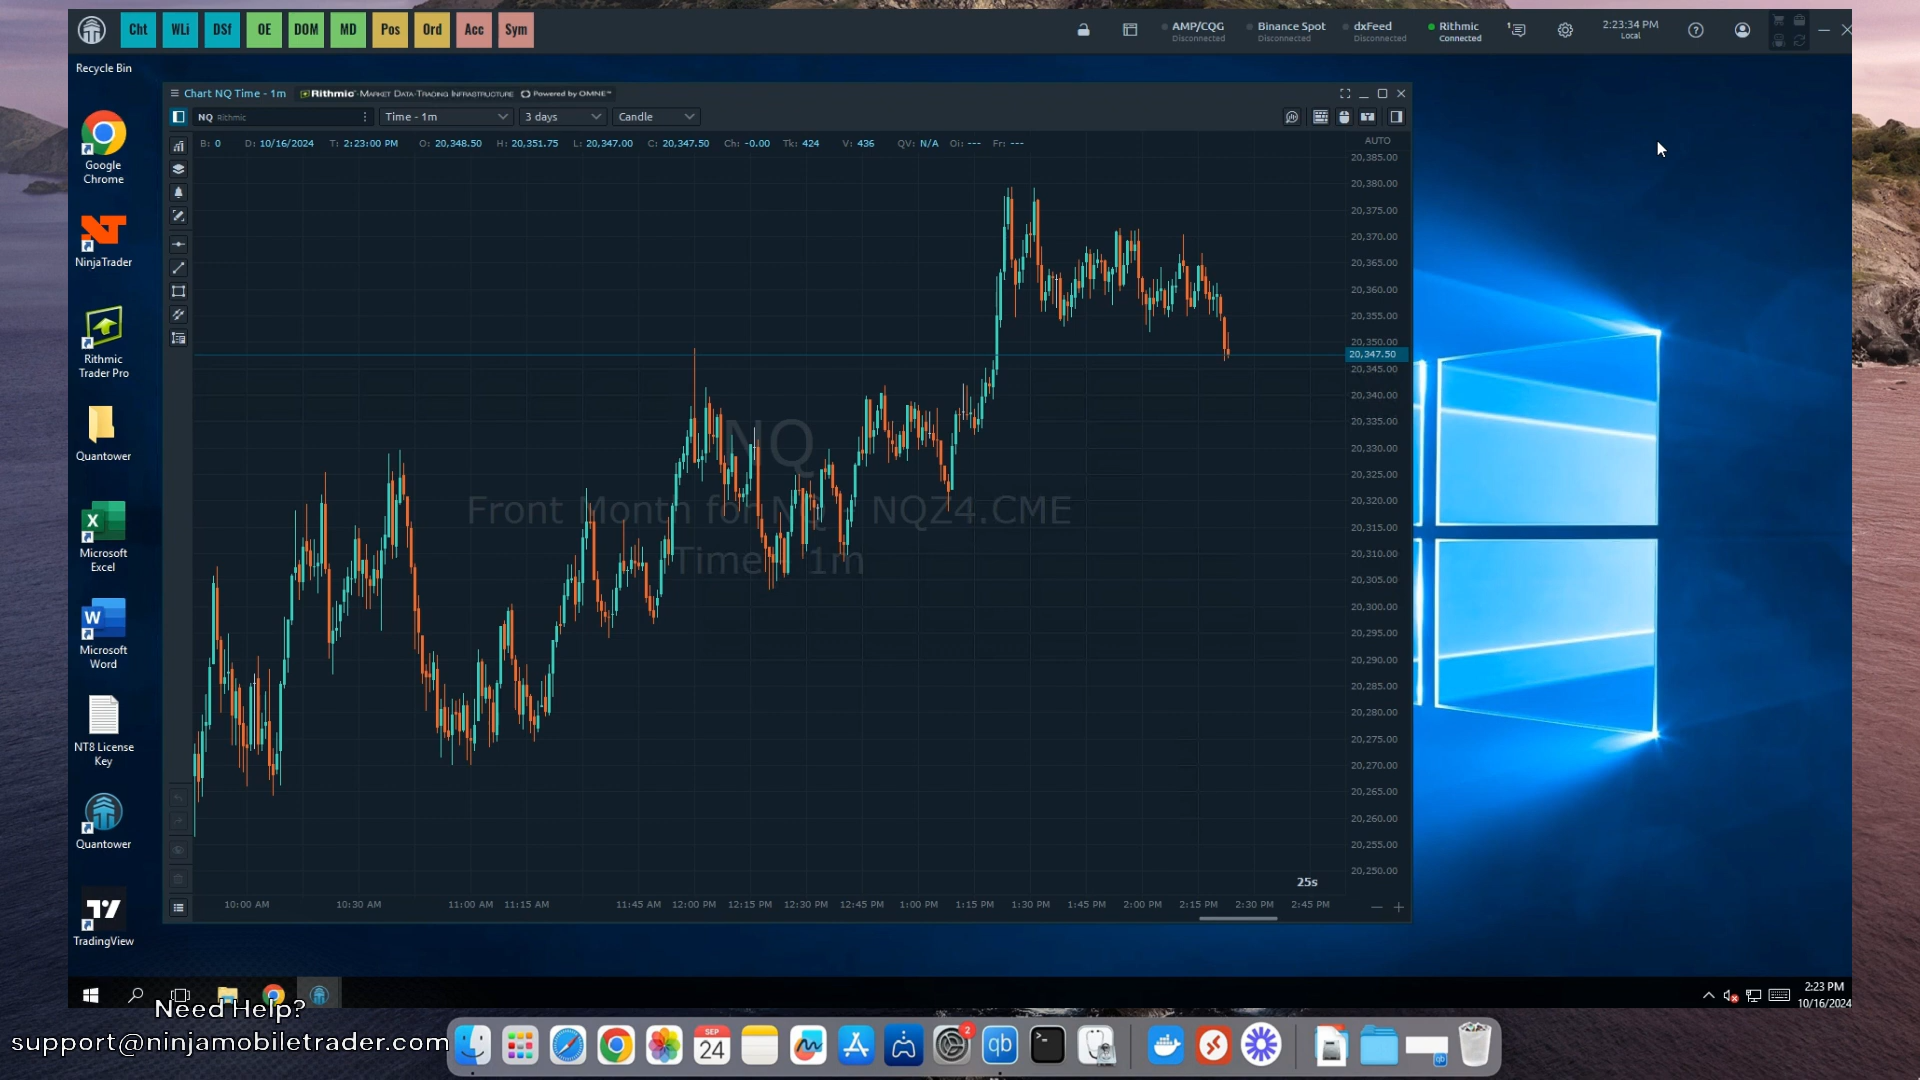 Cht WLi DSf OE DOM MD Pos Ord Acc Sym
AMP/CQG Disconnected
Binance Spot Disconnected
dxFeed Disconnected
Rithmic Connected
2:23:34 PM
Local
Recycle Bin
Chart NQ Time - 1m
Rithmic - Market Data-Trading Infrastructure Powered by OMNE™
NQ Rithmic
Time - 1m
3 days
Candle
B: 0 D: 10/16/2024 T: 2:23:00 PM O: 20,348.50 H: 20,351.75 L: 20,347.00 C: 20,347.50 Ch: -0.00 Tk: 424 V: 436 QV: N/A Oi: --- Fr: ---
AUTO
20,385.00
20,380.00
20,375.00
20,370.00
20,365.00
20,360.00
20,355.00
20,350.00
20,347.50
20,345.00
20,340.00
20,335.00
20,330.00
20,325.00
20,320.00
20,315.00
20,310.00
20,305.00
20,300.00
20,295.00
20,290.00
20,285.00
20,280.00
20,275.00
20,270.00
20,265.00
20,260.00
20,255.00
20,250.00
NQ
Front Month for NQ - NQZ4.CME
Time - 1m
25s
10:00 AM 10:30 AM 11:00 AM 11:15 AM 11:45 AM 12:00 PM 12:15 PM 12:30 PM 12:45 PM 1:00 PM 1:15 PM 1:30 PM 1:45 PM 2:00 PM 2:15 PM 2:30 PM 2:45 PM
Google
Chrome
NinjaTrader
Rithmic
Trader Pro
Quantower
Microsoft
Excel
Microsoft
Word
NT8 License
Key
Quantower
TradingView
2:23 PM
10/16/2024
Need Help?
support@ninjamobiletrader.com
SEP
24
2
qb